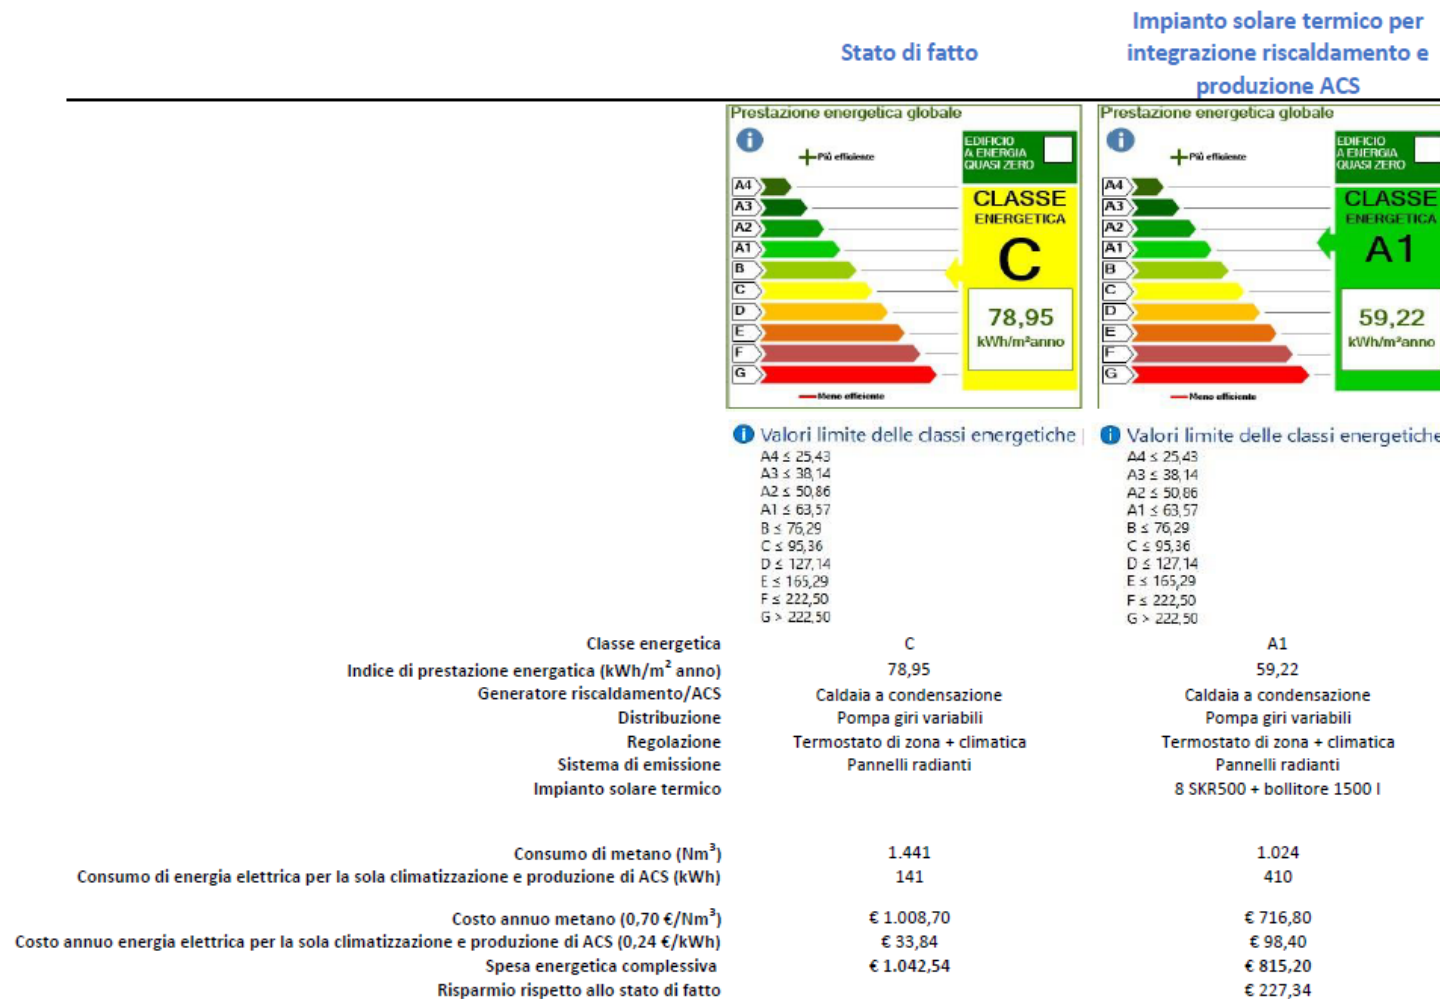 Stato di fatto
Impianto solare termico per
integrazione riscaldamento e
produzione ACS
Prestazione energetica globale
Più efficiente
EDIFICIO
A ENERGIA
QUASI ZERO
A4
A3
A2
A1
B
C
D
E
F
G
CLASSE
ENERGETICA
C
78,95
kWh/m²anno
Meno efficiente
Prestazione energetica globale
Più efficiente
EDIFICIO
A ENERGIA
QUASI ZERO
A4
A3
A2
A1
B
C
D
E
F
G
CLASSE
ENERGETICA
A1
59,22
kWh/m²anno
Meno efficiente
Valori limite delle classi energetiche
A4 ≤ 25,43
A3 ≤ 38,14
A2 ≤ 50,86
A1 ≤ 63,57
B ≤ 76,29
C ≤ 95,36
D ≤ 127,14
E ≤ 165,29
F ≤ 222,50
G > 222,50
Valori limite delle classi energetiche
A4 ≤ 25,43
A3 ≤ 38,14
A2 ≤ 50,86
A1 ≤ 63,57
B ≤ 76,29
C ≤ 95,36
D ≤ 127,14
E ≤ 165,29
F ≤ 222,50
G > 222,50
Classe energetica C A1
Indice di prestazione energatica (kWh/m² anno) 78,95 59,22
Generatore riscaldamento/ACS Caldaia a condensazione Caldaia a condensazione
Distribuzione Pompa giri variabili Pompa giri variabili
Regolazione Termostato di zona + climatica Termostato di zona + climatica
Sistema di emissione Pannelli radianti Pannelli radianti
Impianto solare termico 8 SKR500 + bollitore 1500 l
Consumo di metano (Nm³) 1.441 1.024
Consumo di energia elettrica per la sola climatizzazione e produzione di ACS (kWh) 141 410
Costo annuo metano (0,70 €/Nm³) € 1.008,70 € 716,80
Costo annuo energia elettrica per la sola climatizzazione e produzione di ACS (0,24 €/kWh) € 33,84 € 98,40
Spesa energetica complessiva € 1.042,54 € 815,20
Risparmio rispetto allo stato di fatto € 227,34